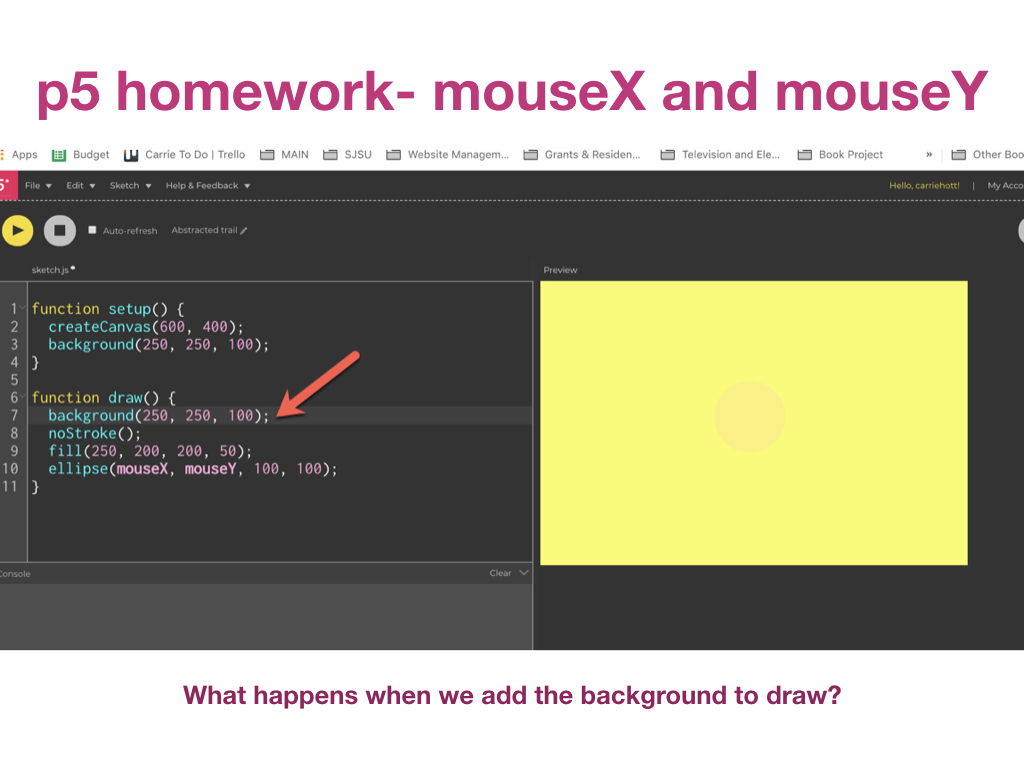 p5 homework- mouseX and mouseY
Apps Budget Carrie To Do | Trello MAIN SJSU Website Managem... Grants & Residen... Television and Ele... Book Project » Other Boo
5* File Edit Sketch Help & Feedback Hello, carriehott! | My Acco
Auto-refresh Abstracted trail
sketch.js Preview
1 function setup() {
2 createCanvas(600, 400);
3 background(250, 250, 100);
4 }
5
6 function draw() {
7 background(250, 250, 100);
8 noStroke();
9 fill(250, 200, 200, 50);
10 ellipse(mouseX, mouseY, 100, 100);
11 }
Console Clear
What happens when we add the background to draw?